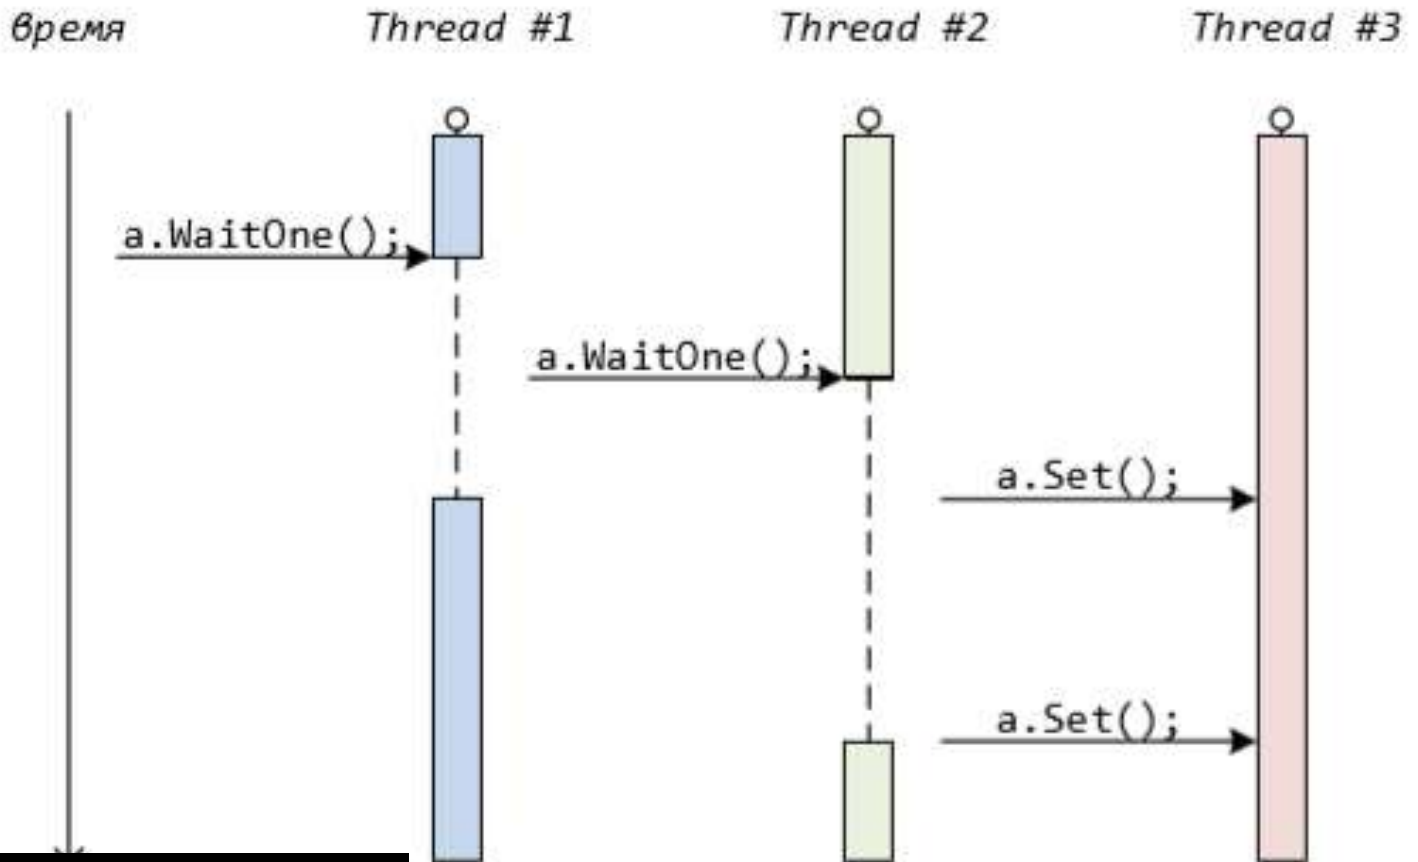 время Thread #1 Thread #2 Thread #3
a.WaitOne();
a.WaitOne();
a.Set();
a.Set();